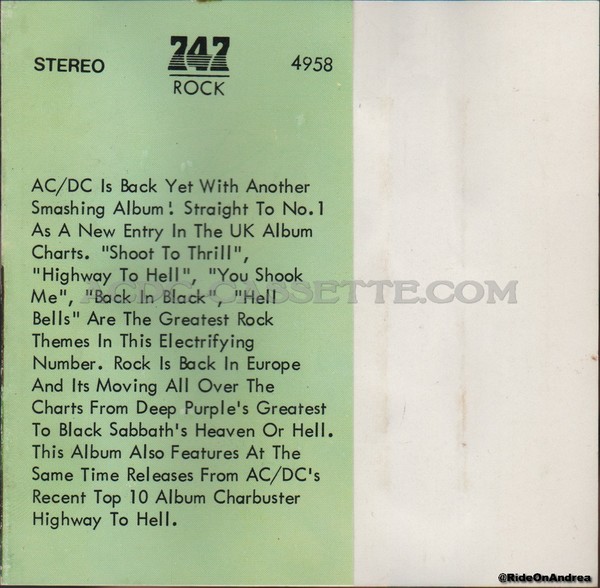 STEREO
747
ROCK
4958
AC/DC Is Back Yet With Another
Smashing Album! Straight To No.1
As A New Entry In The UK Album
Charts. "Shoot To Thrill",
"Highway To Hell", "You Shook
Me", "Back In Black", "Hell
Bells" Are The Greatest Rock
Themes In This Electrifying
Number. Rock Is Back In Europe
And Its Moving All Over The
Charts From Deep Purple's Greatest
To Black Sabbath's Heaven Or Hell.
This Album Also Features At The
Same Time Releases From AC/DC's
Recent Top 10 Album Charbuster
Highway To Hell.
ACDC-CASSETTE.COM
@RideOnAndrea